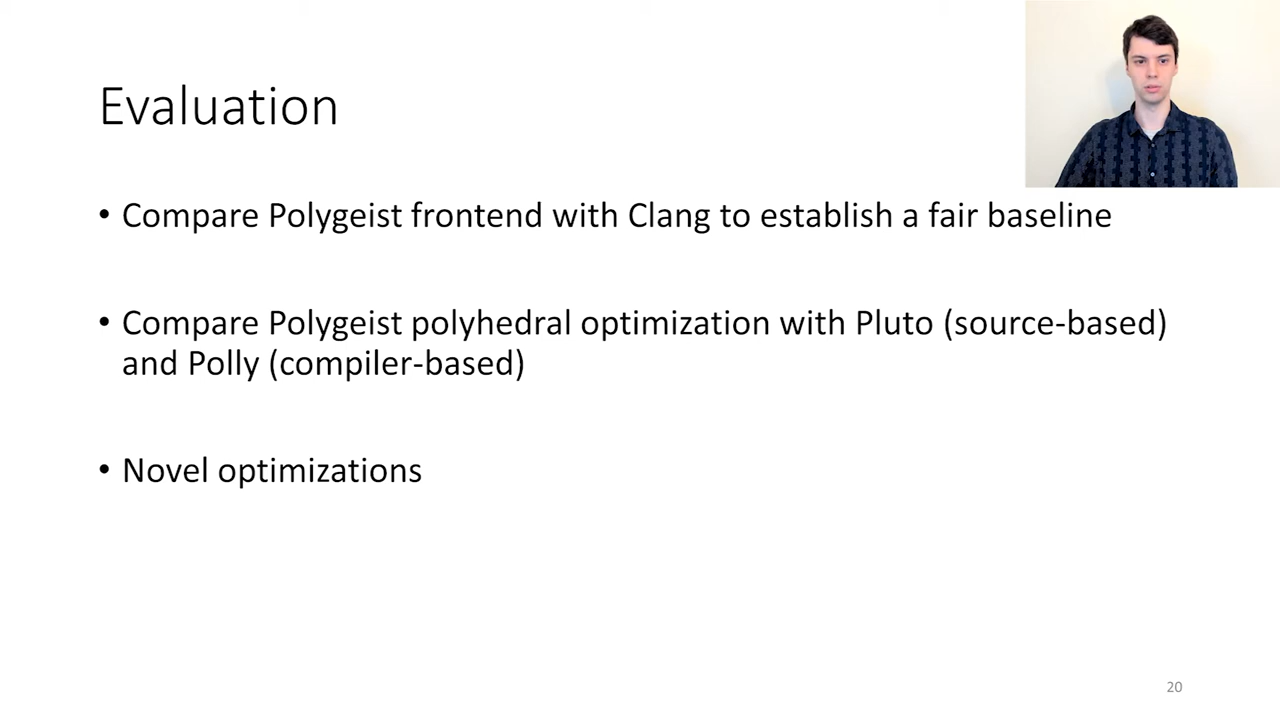 Evaluation
• Compare Polygeist frontend with Clang to establish a fair baseline
• Compare Polygeist polyhedral optimization with Pluto (source-based)
and Polly (compiler-based)
• Novel optimizations
20